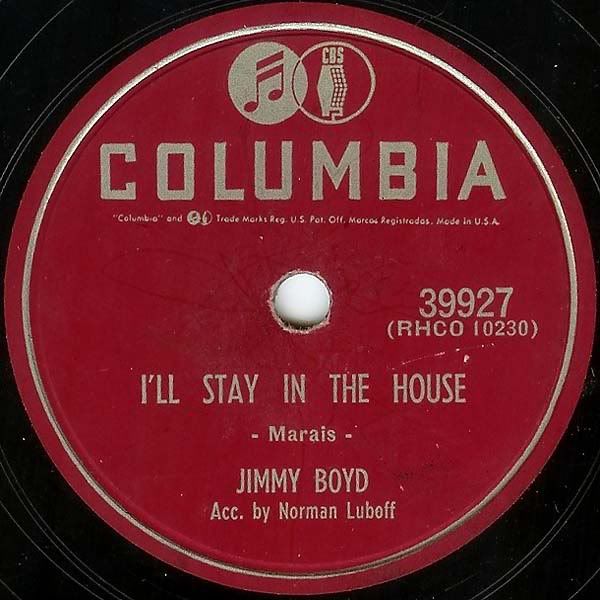 CBS
COLUMBIA
"Columbia" and Trade Marks Reg. U.S. Pat. Off. Marcas Registradas. Made in U.S.A.
39927
(RHCO 10230)
I'LL STAY IN THE HOUSE
- Marais -
JIMMY BOYD
Acc. by Norman Luboff